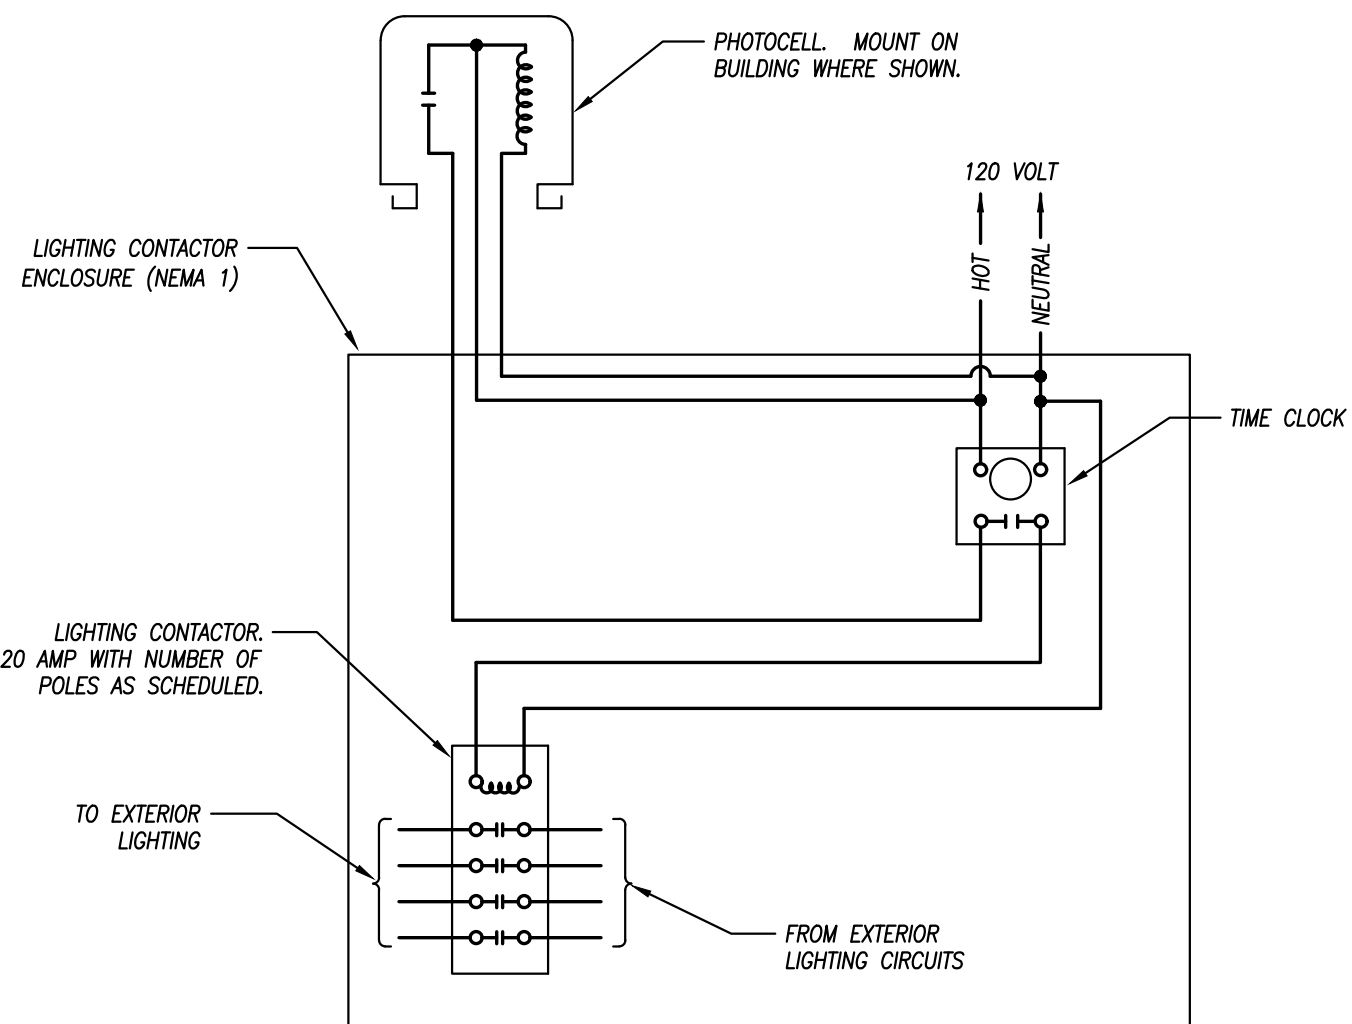 PHOTOCELL. MOUNT ON
BUILDING WHERE SHOWN.
120 VOLT
HOT
NEUTRAL
LIGHTING CONTACTOR
ENCLOSURE (NEMA 1)
TIME CLOCK
LIGHTING CONTACTOR.
20 AMP WITH NUMBER OF
POLES AS SCHEDULED.
TO EXTERIOR
LIGHTING
FROM EXTERIOR
LIGHTING CIRCUITS